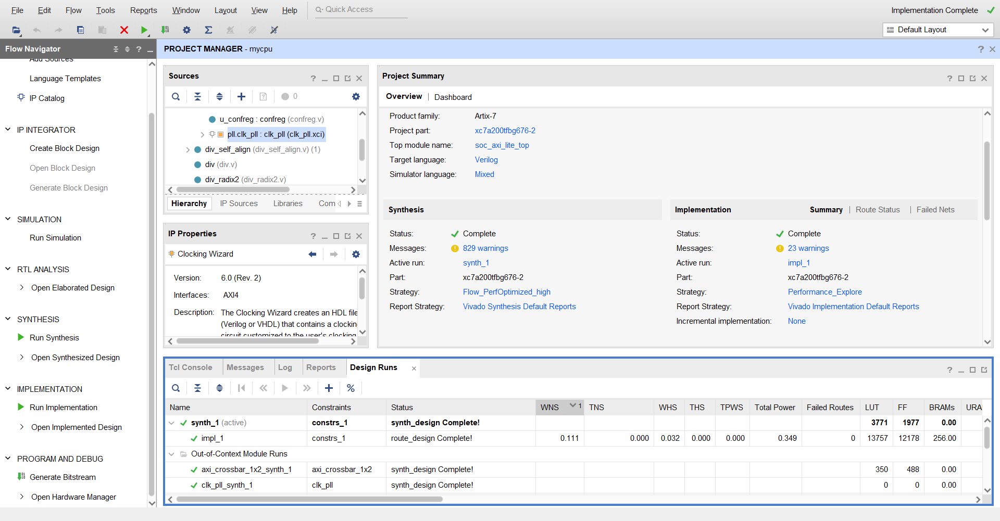 File Edit Flow Tools Reports Window Layout View Help Quick Access Implementation Complete
Default Layout
Flow Navigator
PROJECT MANAGER - mycpu
Add Sources
Language Templates
IP Catalog
IP INTEGRATOR
Create Block Design
Open Block Design
Generate Block Design
SIMULATION
Run Simulation
RTL ANALYSIS
Open Elaborated Design
SYNTHESIS
Run Synthesis
Open Synthesized Design
IMPLEMENTATION
Run Implementation
Open Implemented Design
PROGRAM AND DEBUG
Generate Bitstream
Open Hardware Manager
Sources
0
u_confreg : confreg (confreg.v)
pll.clk_pll : clk_pll (clk_pll.xci)
div_self_align (div_self_align.v) (1)
div (div.v)
div_radix2 (div_radix2.v)
Hierarchy IP Sources Libraries Com
IP Properties
Clocking Wizard
Version: 6.0 (Rev. 2)
Interfaces: AXI4
Description: The Clocking Wizard creates an HDL file
(Verilog or VHDL) that contains a clocking
circuit customized to the user's clocking
Project Summary
Overview | Dashboard
Product family: Artix-7
Project part: xc7a200tfbg676-2
Top module name: soc_axi_lite_top
Target language: Verilog
Simulator language: Mixed
Synthesis
Status: Complete
Messages: 829 warnings
Active run: synth_1
Part: xc7a200tfbg676-2
Strategy: Flow_PerfOptimized_high
Report Strategy: Vivado Synthesis Default Reports
Implementation Summary | Route Status | Failed Nets
Status: Complete
Messages: 23 warnings
Active run: impl_1
Part: xc7a200tfbg676-2
Strategy: Performance_Explore
Report Strategy: Vivado Implementation Default Reports
Incremental implementation: None
Tcl Console Messages Log Reports Design Runs
Name Constraints Status WNS 1 TNS WHS THS TPWS Total Power Failed Routes LUT FF BRAMs URA
synth_1 (active) constrs_1 synth_design Complete! 3771 1977 0.00
impl_1 constrs_1 route_design Complete! 0.111 0.000 0.032 0.000 0.000 0.349 0 13757 12178 256.00
Out-of-Context Module Runs
axi_crossbar_1x2_synth_1 axi_crossbar_1x2 synth_design Complete! 350 488 0.00
clk_pll_synth_1 clk_pll synth_design Complete! 0 0 0.00